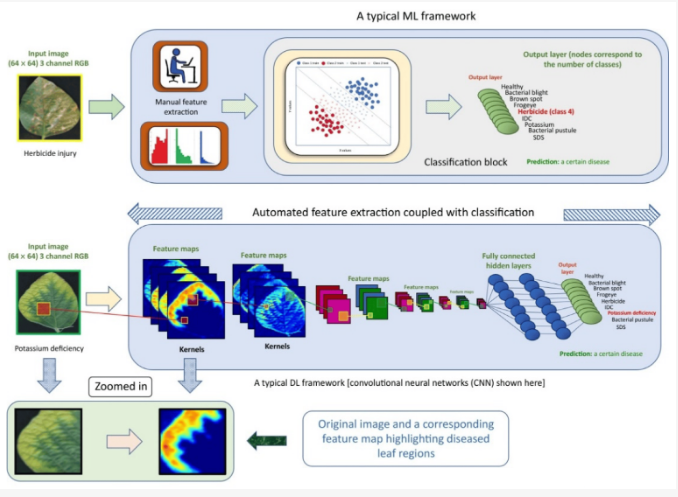 A typical ML framework
Input image
(64 × 64) 3 channel RGB
Herbicide injury
Manual feature
extraction
Classification block
Output layer (nodes correspond to
the number of classes)
Output layer
Healthy
Bacterial blight
Brown spot
Frogeye
Herbicide (class 4)
IDC
Potassium
Bacterial pustule
SDS
Prediction: a certain disease
Automated feature extraction coupled with classification
Input image
(64 × 64) 3 channel RGB
Potassium deficiency
Feature maps
Kernels
Feature maps
Kernels
Feature maps
Feature maps
Feature maps
Fully connected
hidden layers
Output
layer
Healthy
Bacterial blight
Brown spot
Frogeye
Herbicide
IDC
Potassium deficiency
Bacterial pustule
SDS
Prediction: a certain disease
A typical DL framework [convolutional neural networks (CNN) shown here]
Zoomed in
Original image and a corresponding
feature map highlighting diseased
leaf regions